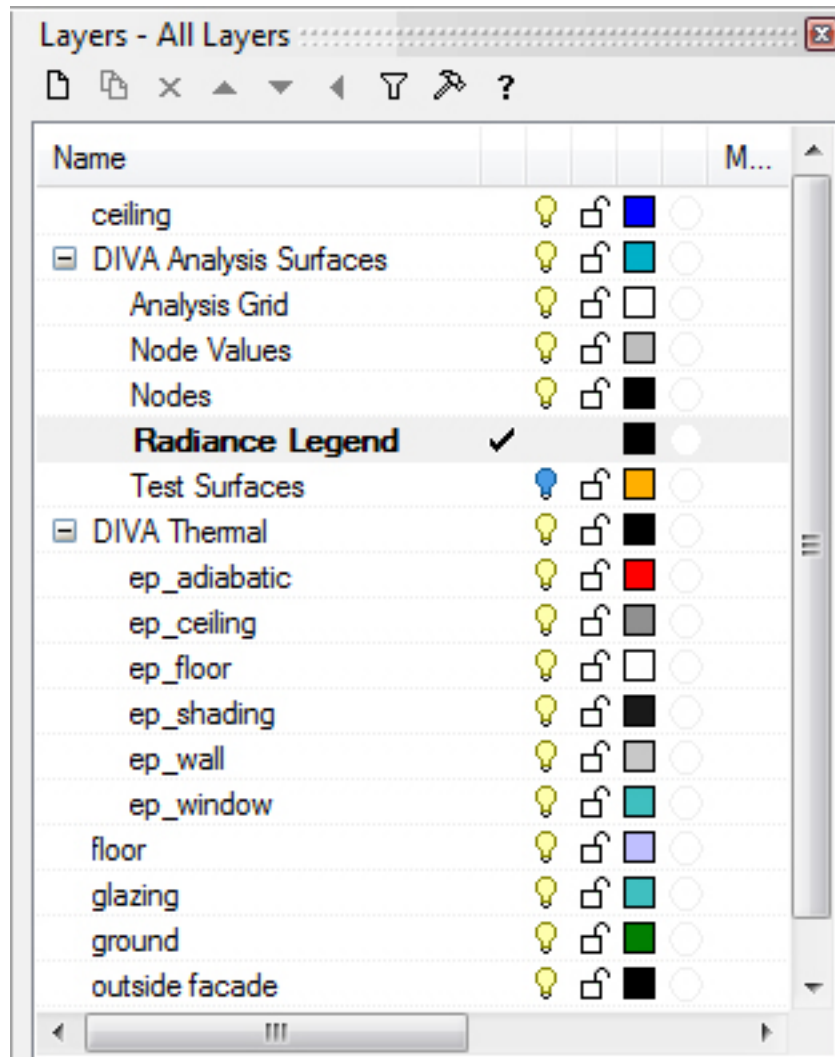 Layers - All Layers
?
Name M...
ceiling
DIVA Analysis Surfaces
Analysis Grid
Node Values
Nodes
Radiance Legend
Test Surfaces
DIVA Thermal
ep_adiabatic
ep_ceiling
ep_floor
ep_shading
ep_wall
ep_window
floor
glazing
ground
outside facade